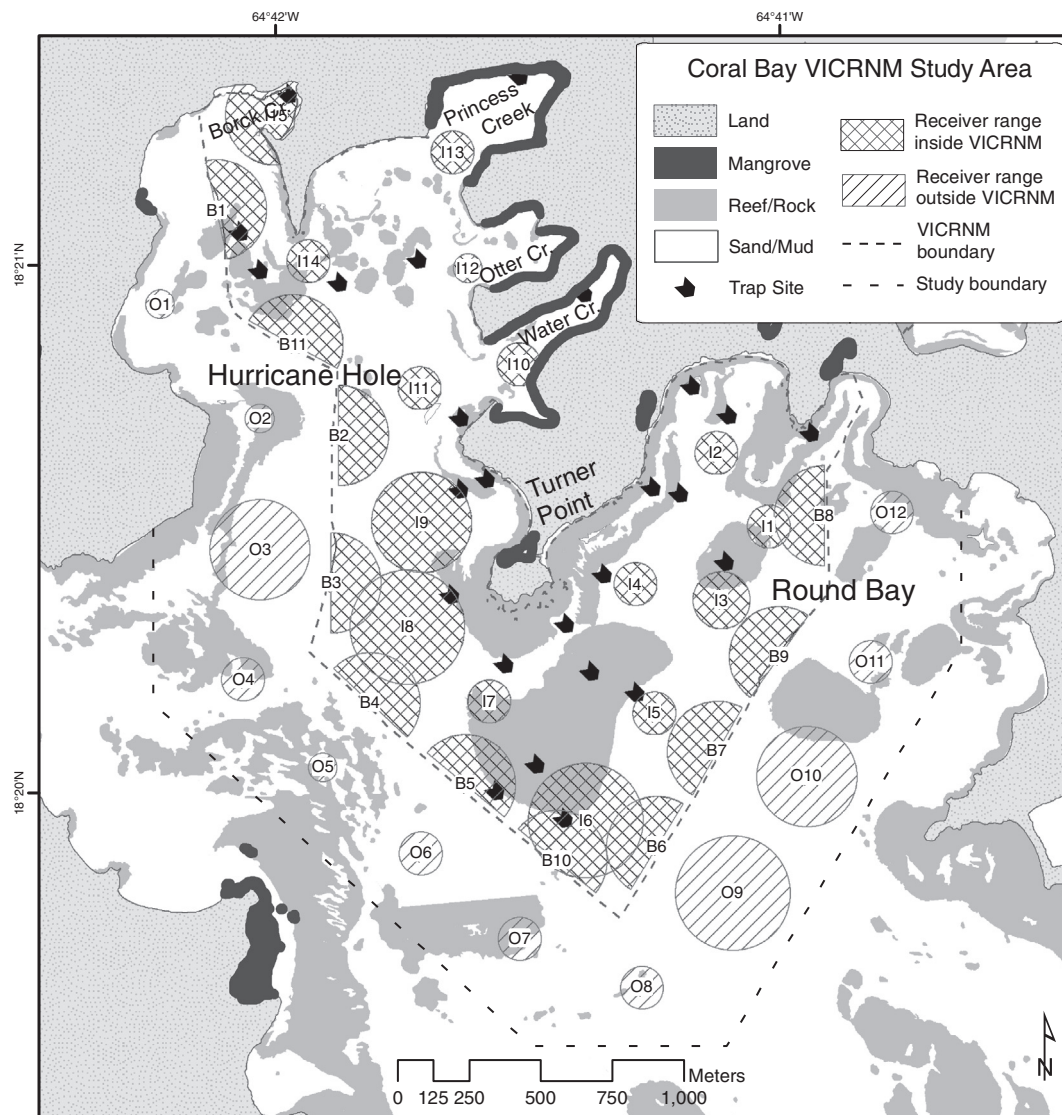 64°42'W
64°41'W
18°21'N
18°20'N
Coral Bay VICRNM Study Area
Land
Mangrove
Reef/Rock
Sand/Mud
Trap Site
Receiver range
inside VICRNM
Receiver range
outside VICRNM
VICRNM
boundary
Study boundary
Borck Cr.
I15
Princess
Creek
I13
B1
I14
I12
Otter Cr.
O1
Water Cr.
B11
I10
Hurricane Hole
I11
O2
B2
I2
Turner
Point
I9
I1
B8
O12
O3
B3
I4
I3
Round Bay
I8
B9
O4
B4
I7
I5
O11
B7
O5
B5
O10
I6
B6
O6
B10
O9
O7
O8
Meters
0 125 250 500 750 1,000
N